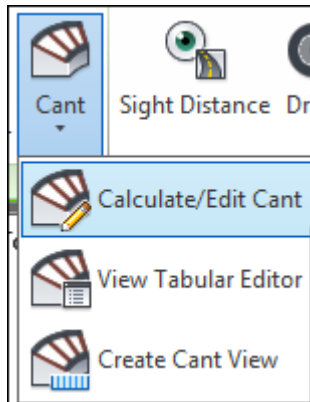 Cant
Sight Distance
Calculate/Edit Cant
View Tabular Editor
Create Cant View